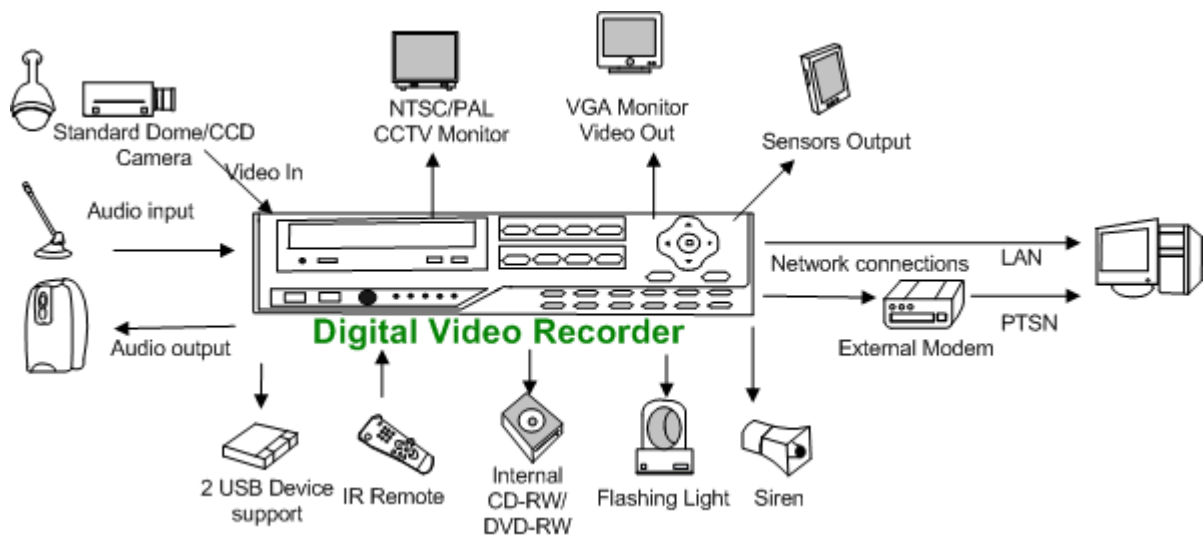 NTSC/PAL
CCTV Monitor
VGA Monitor
Video Out
Sensors Output
Standard Dome/CCD
Camera
Video In
Audio input
Network connections
LAN
PTSN
External Modem
Digital Video Recorder
Audio output
2 USB Device
support
IR Remote
Internal
CD-RW/
DVD-RW
Flashing Light
Siren